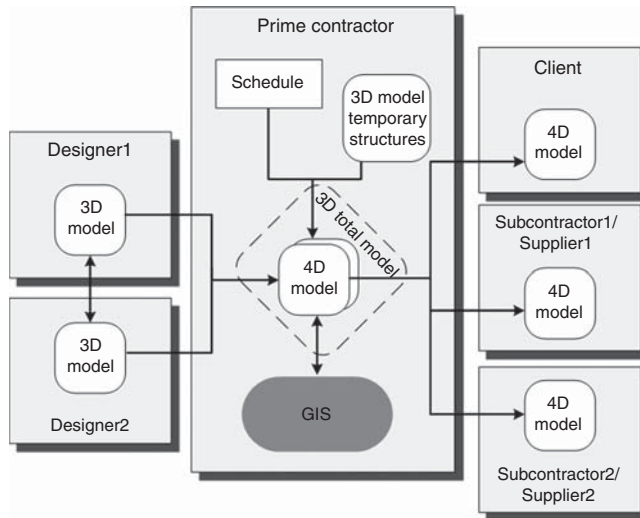 Prime contractor
Schedule
3D model
temporary
structures
3D total model
4D
model
GIS
Designer1
3D
model
3D
model
Designer2
Client
4D
model
Subcontractor1/
Supplier1
4D
model
4D
model
Subcontractor2/
Supplier2